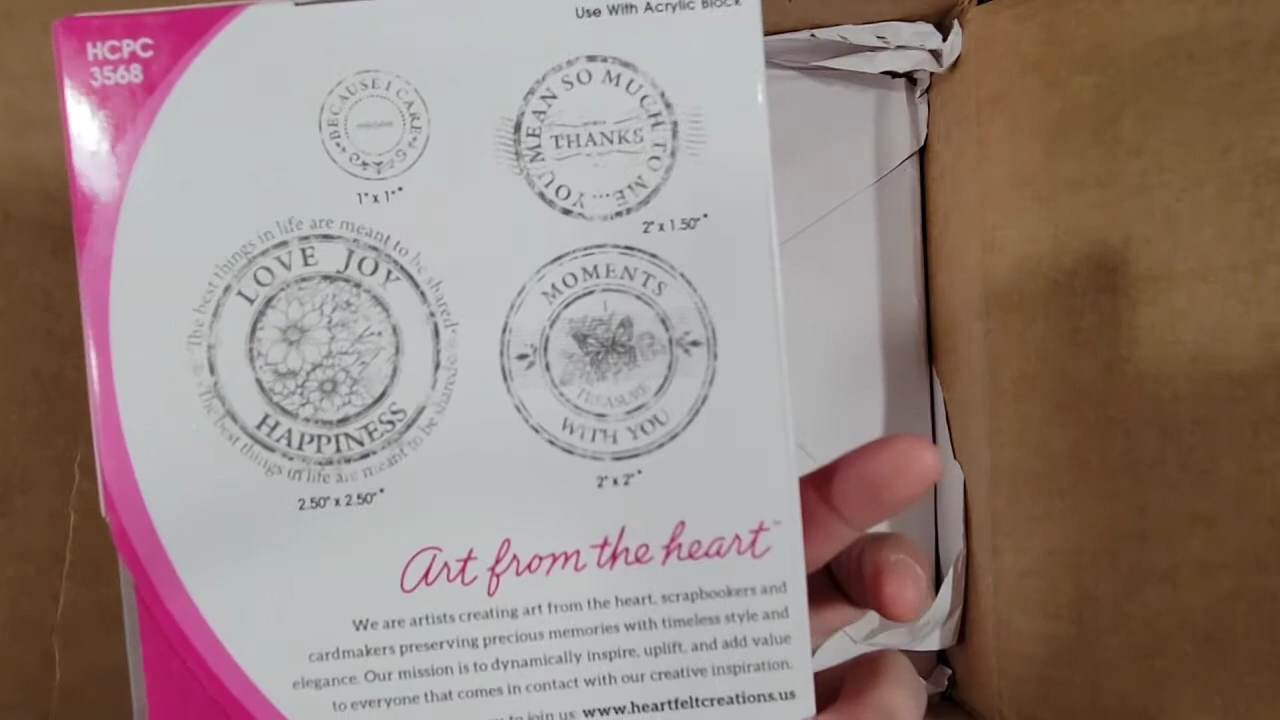 Use With Acrylic Block
HCPC
3568
BECAUSE I CARE
1" x 1"*
YOU MEAN SO MUCH TO ME...
THANKS
2" x 1.50"*
The best things in life are meant to be shared
LOVE JOY
HAPPINESS
The best things in life are meant to be shared
2.50" x 2.50"*
MOMENTS
I
TREASURE
WITH YOU
2" x 2"*
Art from the heart™
We are artists creating art from the heart, scrapbookers and
cardmakers preserving precious memories with timeless style and
elegance. Our mission is to dynamically inspire, uplift, and add value
to everyone that comes in contact with our creative inspiration.
to join us: www.heartfeltcreations.us